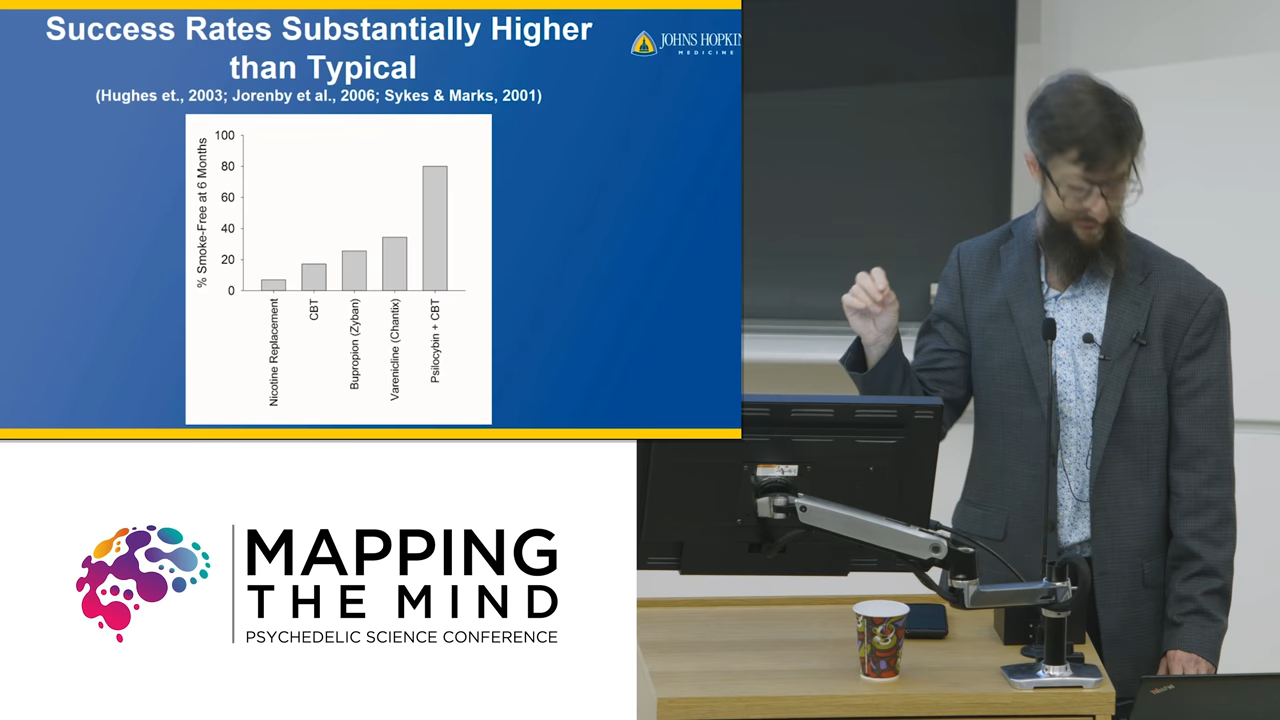 Success Rates Substantially Higher
than Typical
(Hughes et., 2003; Jorenby et al., 2006; Sykes & Marks, 2001)
JOHNS HOPKIN
MEDICINE
% Smoke-Free at 6 Months
100
80
60
40
20
0
Nicotine Replacement
CBT
Bupropion (Zyban)
Varenicline (Chantix)
Psilocybin + CBT
MAPPING
THE MIND
PSYCHEDELIC SCIENCE CONFERENCE
ThinkPad